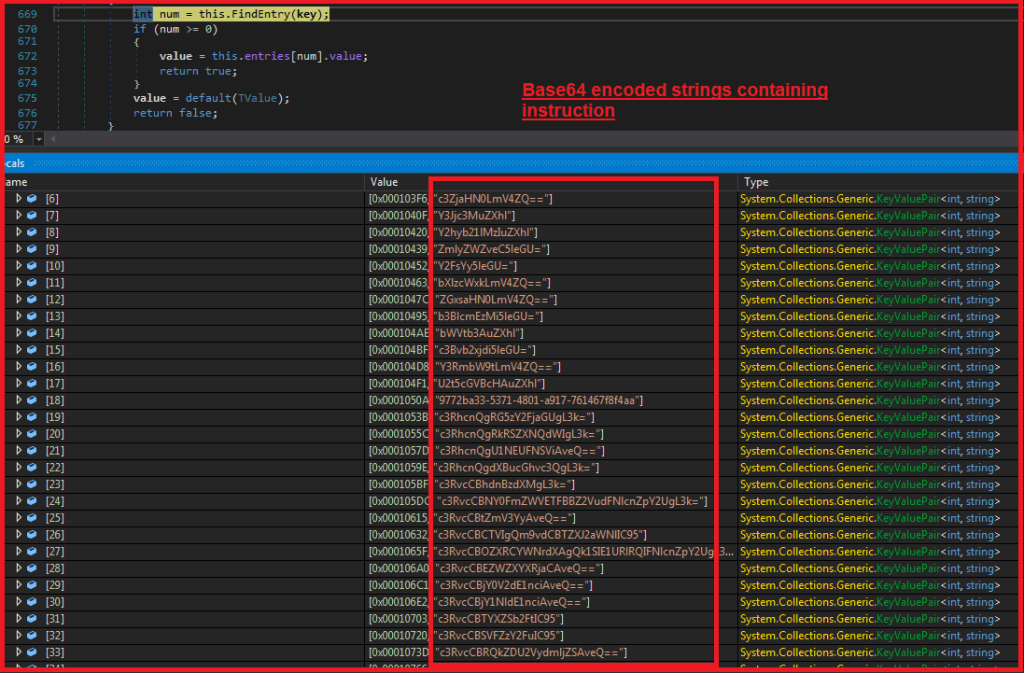 669 int num = this.FindEntry(key);
670 if (num >= 0)
671 {
672 value = this.entries[num].value;
673 return true;
674 }
675 value = default(TValue);
676 return false;
677 }
Base64 encoded strings containing
instruction
0 %
ocals
ame Value Type
[6] [0x000103F6, "c3ZjaHN0LmV4ZQ=="] System.Collections.Generic.KeyValuePair<int, string>
[7] [0x0001040F, "Y3Jjc3MuZXhl"] System.Collections.Generic.KeyValuePair<int, string>
[8] [0x00010420, "Y2hyb21lMzIuZXhl"] System.Collections.Generic.KeyValuePair<int, string>
[9] [0x00010439, "ZmlyZWZveC5leGU="] System.Collections.Generic.KeyValuePair<int, string>
[10] [0x00010452, "Y2FsYy5leGU="] System.Collections.Generic.KeyValuePair<int, string>
[11] [0x00010463, "bXlzcWxkLmV4ZQ=="] System.Collections.Generic.KeyValuePair<int, string>
[12] [0x0001047C, "ZGxsaHN0LmV4ZQ=="] System.Collections.Generic.KeyValuePair<int, string>
[13] [0x00010495, "b3BlcmEzMi5leGU="] System.Collections.Generic.KeyValuePair<int, string>
[14] [0x000104AE, "bWVtb3AuZXhl"] System.Collections.Generic.KeyValuePair<int, string>
[15] [0x000104BF, "c3Bvb2xjdi5leGU="] System.Collections.Generic.KeyValuePair<int, string>
[16] [0x000104D8, "Y3RmbW9tLmV4ZQ=="] System.Collections.Generic.KeyValuePair<int, string>
[17] [0x000104F1, "U2t5cGVBcHAuZXhl"] System.Collections.Generic.KeyValuePair<int, string>
[18] [0x0001050A, "9772ba33-5371-4801-a917-761467f8f4aa"] System.Collections.Generic.KeyValuePair<int, string>
[19] [0x0001053B, "c3RhcnQgRG5zY2FjaGUgL3k="] System.Collections.Generic.KeyValuePair<int, string>
[20] [0x0001055C, "c3RhcnQgRkRSZXNQdWIgL3k="] System.Collections.Generic.KeyValuePair<int, string>
[21] [0x0001057D, "c3RhcnQgU1NEUFNSViAveQ=="] System.Collections.Generic.KeyValuePair<int, string>
[22] [0x0001059E, "c3RhcnQgdXBucGhvc3QgL3k="] System.Collections.Generic.KeyValuePair<int, string>
[23] [0x000105BF, "c3RvcCBhdnBzdXMgL3k="] System.Collections.Generic.KeyValuePair<int, string>
[24] [0x000105DC, "c3RvcCBNY0FmZWVETFBBZ2VudFNlcnZpY2UgL3k="] System.Collections.Generic.KeyValuePair<int, string>
[25] [0x00010615, "c3RvcCBtZmV3YyAveQ=="] System.Collections.Generic.KeyValuePair<int, string>
[26] [0x00010632, "c3RvcCBCTVIgQm9vdCBTZXJ2aWNlIC95"] System.Collections.Generic.KeyValuePair<int, string>
[27] [0x0001065F, "c3RvcCBOZXRCYWNrdXAgQk1SIE1URlRQIFNlcnZpY2UgL3... System.Collections.Generic.KeyValuePair<int, string>
[28] [0x000106A0, "c3RvcCBEZWZXYXRjaCAveQ=="] System.Collections.Generic.KeyValuePair<int, string>
[29] [0x000106C1, "c3RvcCBjY0V2dE1nciAveQ=="] System.Collections.Generic.KeyValuePair<int, string>
[30] [0x000106E2, "c3RvcCBjY1NldE1nciAveQ=="] System.Collections.Generic.KeyValuePair<int, string>
[31] [0x00010703, "c3RvcCBTYXZSb2FtIC95"] System.Collections.Generic.KeyValuePair<int, string>
[32] [0x00010720, "c3RvcCBSVFZzY2FuIC95"] System.Collections.Generic.KeyValuePair<int, string>
[33] [0x0001073D, "c3RvcCBRQkZDU2VydmljZSAveQ=="] System.Collections.Generic.KeyValuePair<int, string>